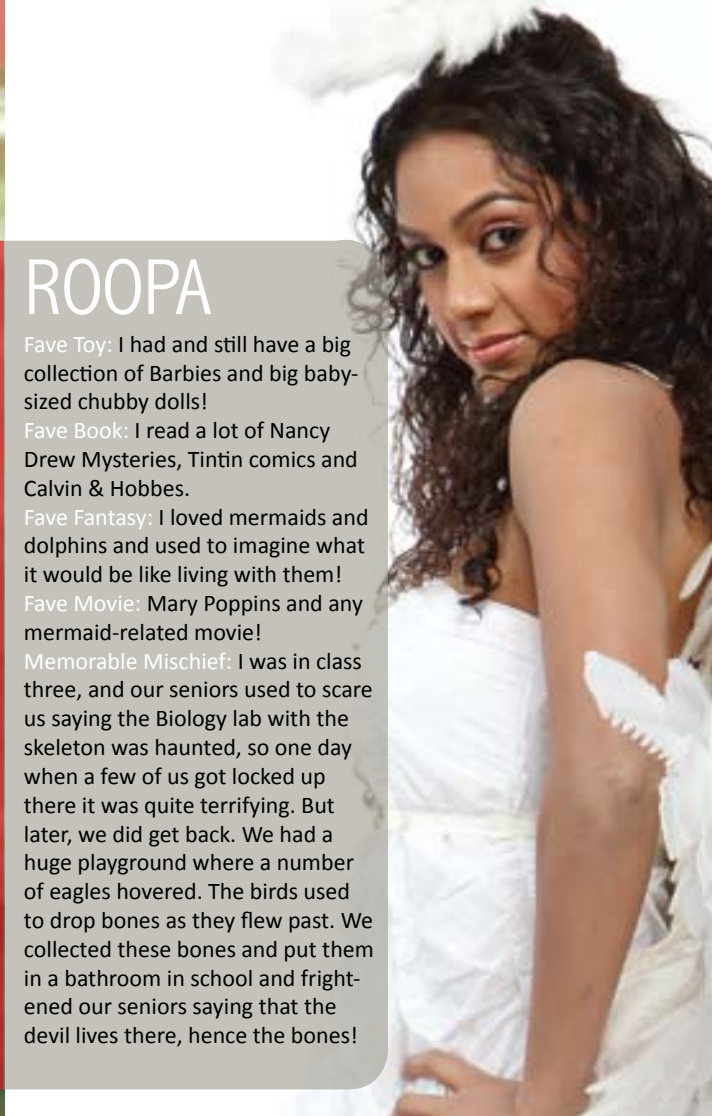 ROOPA
Fave Toy: I had and still have a big
collection of Barbies and big baby-
sized chubby dolls!
Fave Book: I read a lot of Nancy
Drew Mysteries, Tintin comics and
Calvin & Hobbes.
Fave Fantasy: I loved mermaids and
dolphins and used to imagine what
it would be like living with them!
Fave Movie: Mary Poppins and any
mermaid-related movie!
Memorable Mischief: I was in class
three, and our seniors used to scare
us saying the Biology lab with the
skeleton was haunted, so one day
when a few of us got locked up
there it was quite terrifying. But
later, we did get back. We had a
huge playground where a number
of eagles hovered. The birds used
to drop bones as they flew past. We
collected these bones and put them
in a bathroom in school and fright-
ened our seniors saying that the
devil lives there, hence the bones!